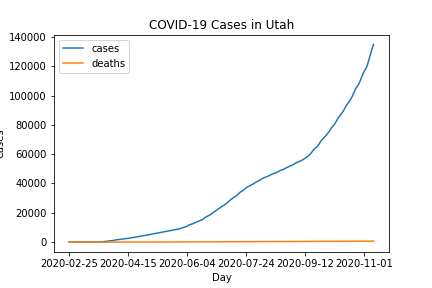 COVID-19 Cases in Utah
cases
deaths
140000
120000
100000
80000
60000
40000
20000
0
cases
2020-02-25 2020-04-15 2020-06-04 2020-07-24 2020-09-12 2020-11-01
Day